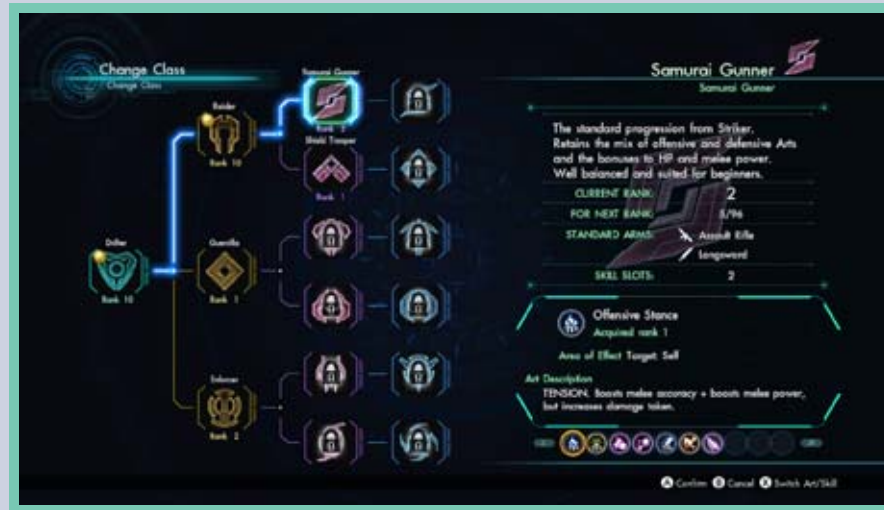 Change Class
Change Class
Samurai Gunner
Rank 2
Raider
Rank 10
Shield Trooper
Rank 1
Drifter
Rank 10
Guerrilla
Rank 1
Enforcer
Rank 2
Samurai Gunner
Samurai Gunner
The standard progression from Striker.
Retains the mix of offensive and defensive Arts
and the bonuses to HP and melee power.
Well balanced and suited for beginners.
CURRENT RANK: 2
FOR NEXT RANK: 5/96
STANDARD ARMS: Assault Rifle
Longsword
SKILL SLOTS: 2
Offensive Stance
Acquired rank 1
Area of Effect Target: Self
Art Description
TENSION. Boosts melee accuracy + boosts melee power,
but increases damage taken.
A Confirm B Cancel X Switch Art/Skill